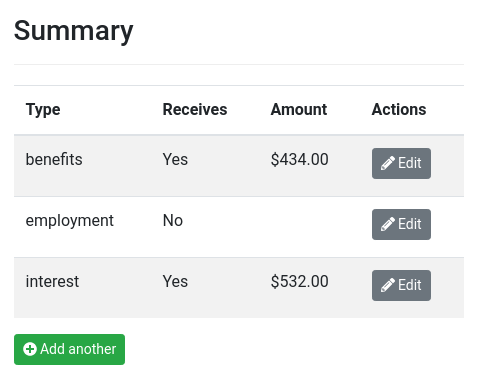 Summary
Type Receives Amount Actions
benefits Yes $434.00 Edit
employment No Edit
interest Yes $532.00 Edit
Add another